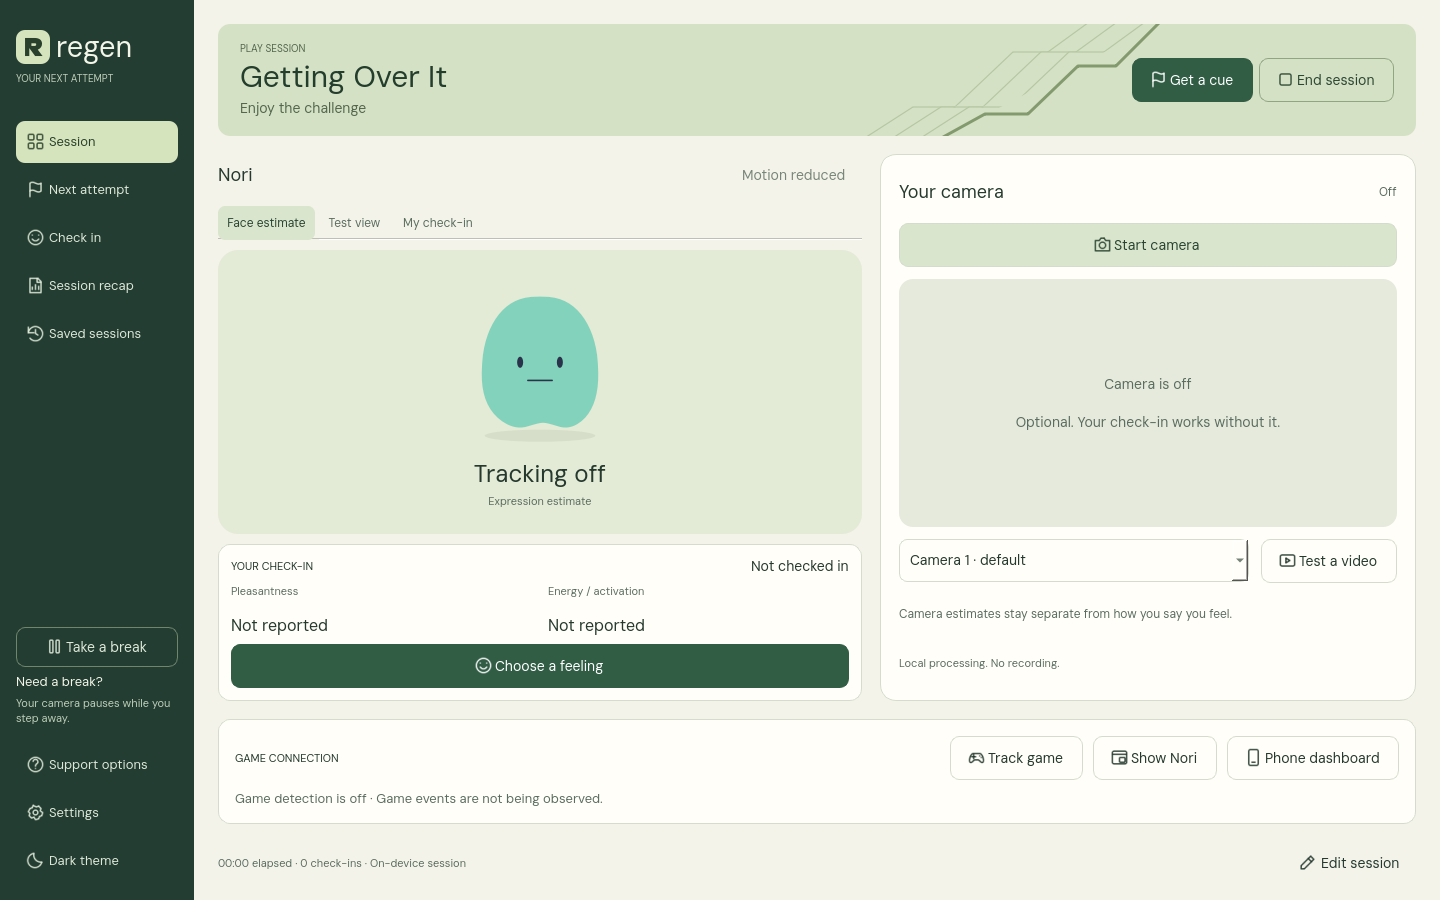 R regen
YOUR NEXT ATTEMPT
Session
Next attempt
Check in
Session recap
Saved sessions
Take a break
Need a break?
Your camera pauses while you
step away.
Support options
Settings
Dark theme
PLAY SESSION
Getting Over It
Enjoy the challenge
Get a cue
End session
Nori
Motion reduced
Face estimate
Test view
My check-in
Tracking off
Expression estimate
YOUR CHECK-IN
Not checked in
Pleasantness
Energy / activation
Not reported
Not reported
Choose a feeling
Your camera
Off
Start camera
Camera is off
Optional. Your check-in works without it.
Camera 1 · default
Test a video
Camera estimates stay separate from how you say you feel.
Local processing. No recording.
GAME CONNECTION
Track game
Show Nori
Phone dashboard
Game detection is off · Game events are not being observed.
00:00 elapsed · 0 check-ins · On-device session
Edit session